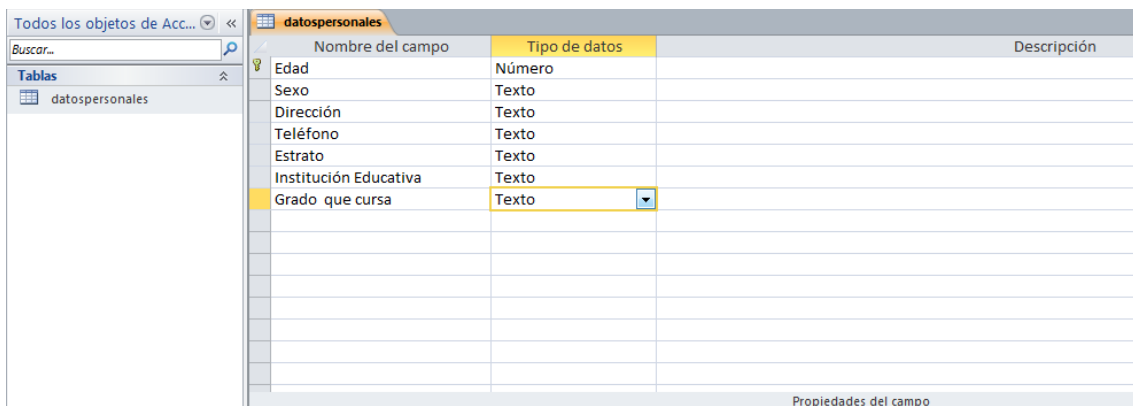 Todos los objetos de Acc... «
datospersonales
Buscar...
Nombre del campo Tipo de datos Descripción
Tablas
datospersonales
Edad Número
Sexo Texto
Dirección Texto
Teléfono Texto
Estrato Texto
Institución Educativa Texto
Grado que cursa Texto
Propiedades del campo